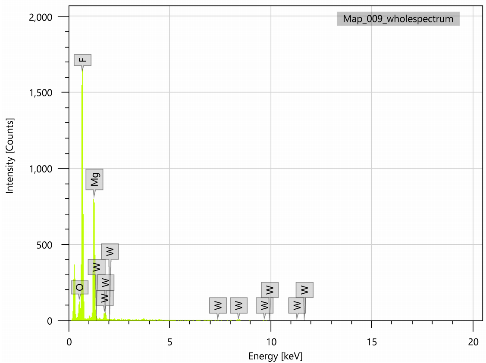 Map_009_wholespectrum
2,000
1,500
1,000
500
0
Intensity [Counts]
F
Mg
O
W
W
W
W
W
W
W
W
W
W
0
5
10
15
20
Energy [keV]